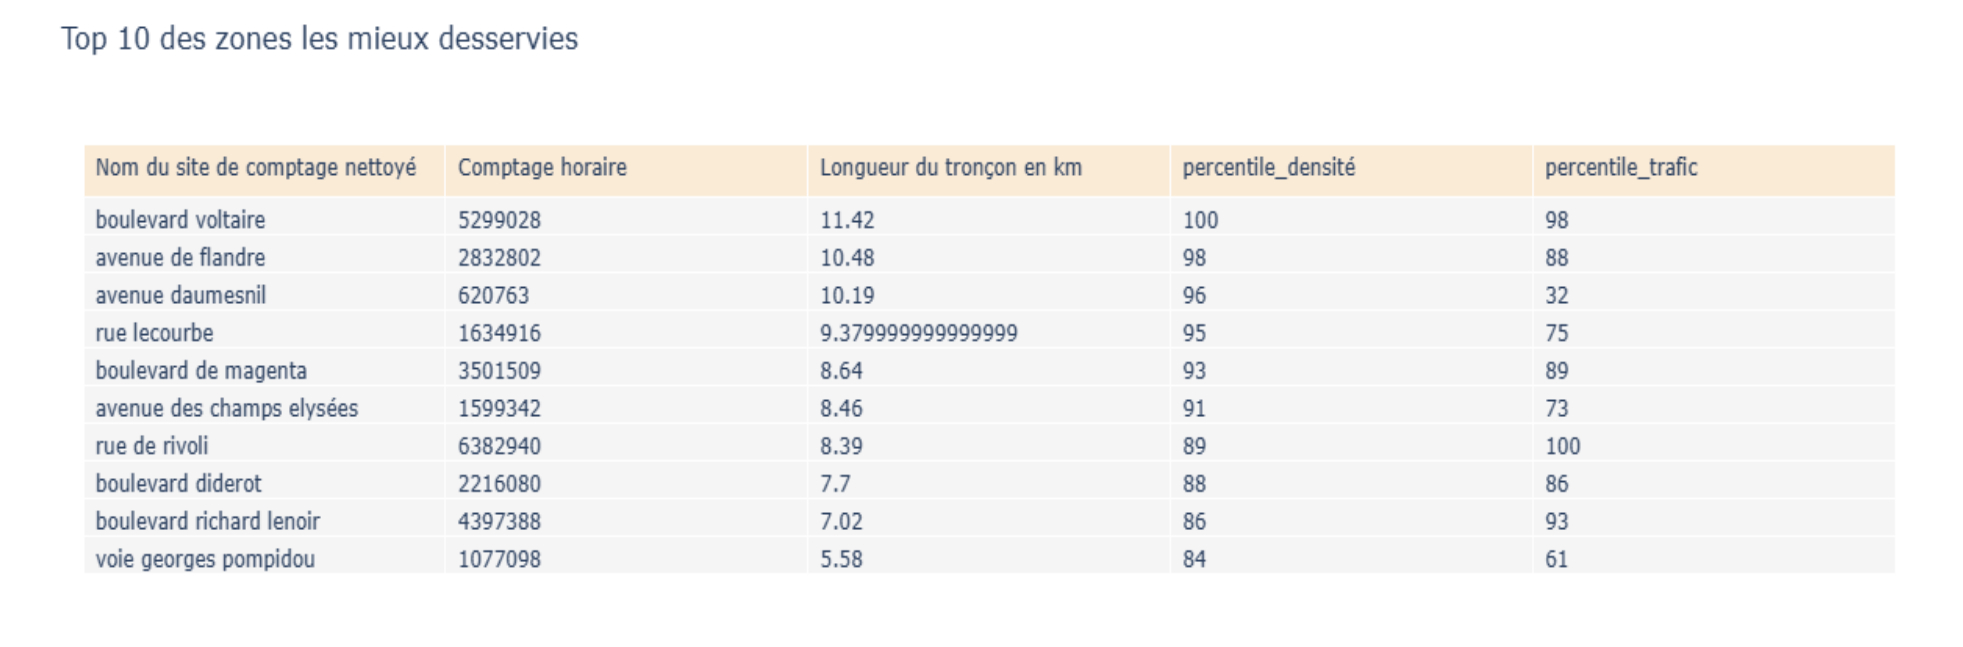 Top 10 des zones les mieux desservies
Nom du site de comptage nettoyé Comptage horaire Longueur du tronçon en km percentile_densité percentile_trafic
boulevard voltaire 5299028 11.42 100 98
avenue de flandre 2832802 10.48 98 88
avenue daumesnil 620763 10.19 96 32
rue lecourbe 1634916 9.379999999999999 95 75
boulevard de magenta 3501509 8.64 93 89
avenue des champs elysées 1599342 8.46 91 73
rue de rivoli 6382940 8.39 89 100
boulevard diderot 2216080 7.7 88 86
boulevard richard lenoir 4397388 7.02 86 93
voie georges pompidou 1077098 5.58 84 61